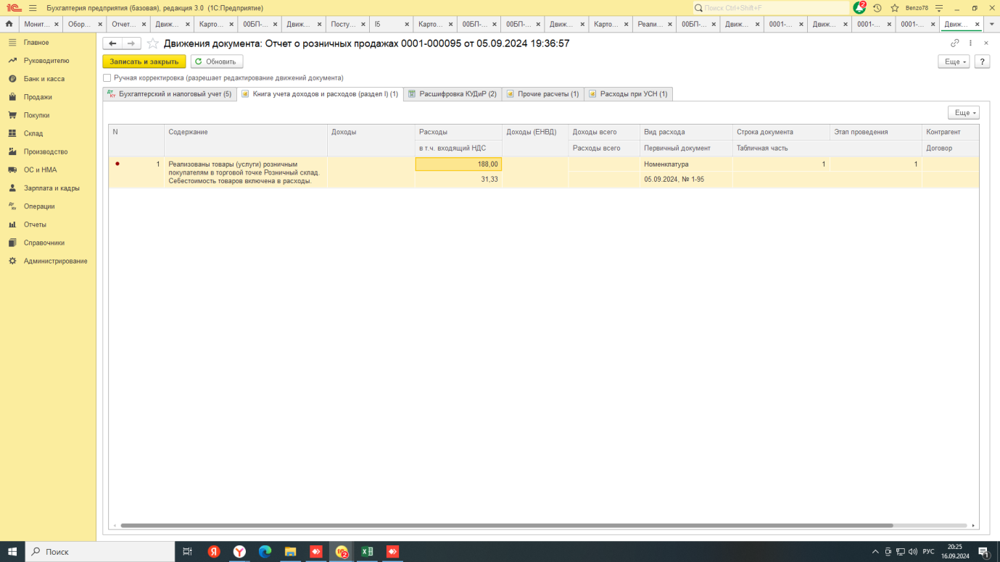 Бухгалтерия предприятия (базовая), редакция 3.0 (1С:Предприятие)
Поиск Ctrl+Shift+F
2
Benzo78
Монит...
Обор...
Отчет...
Движ...
Карто...
00БП-...
Движ...
Посту...
I5
Карто...
00БП-...
00БП-...
Движ...
Карто...
Реали...
00БП-...
Движ...
0001-...
Движ...
0001-...
0001-...
Движ...
Главное
Руководителю
Банк и касса
Продажи
Покупки
Склад
Производство
ОС и НМА
Зарплата и кадры
Операции
Отчеты
Справочники
Администрирование
Движения документа: Отчет о розничных продажах 0001-000095 от 05.09.2024 19:36:57
Записать и закрыть
Обновить
Еще
?
Ручная корректировка (разрешает редактирование движений документа)
Бухгалтерский и налоговый учет (5)
Книга учета доходов и расходов (раздел I) (1)
Расшифровка КУДиР (2)
Прочие расчеты (1)
Расходы при УСН (1)
Еще
N
Содержание
Доходы
Расходы
Доходы (ЕНВД)
Доходы всего
Вид расхода
Строка документа
Этап проведения
Контрагент
в т.ч. входящий НДС
Расходы всего
Первичный документ
Табличная часть
Договор
1
Реализованы товары (услуги) розничным
покупателям в торговой точке Розничный склад.
Себестоимость товаров включена в расходы.
188,00
Номенклатура
1
1
31,33
05.09.2024, № 1-95
Поиск
РУС
20:25
16.09.2024
1